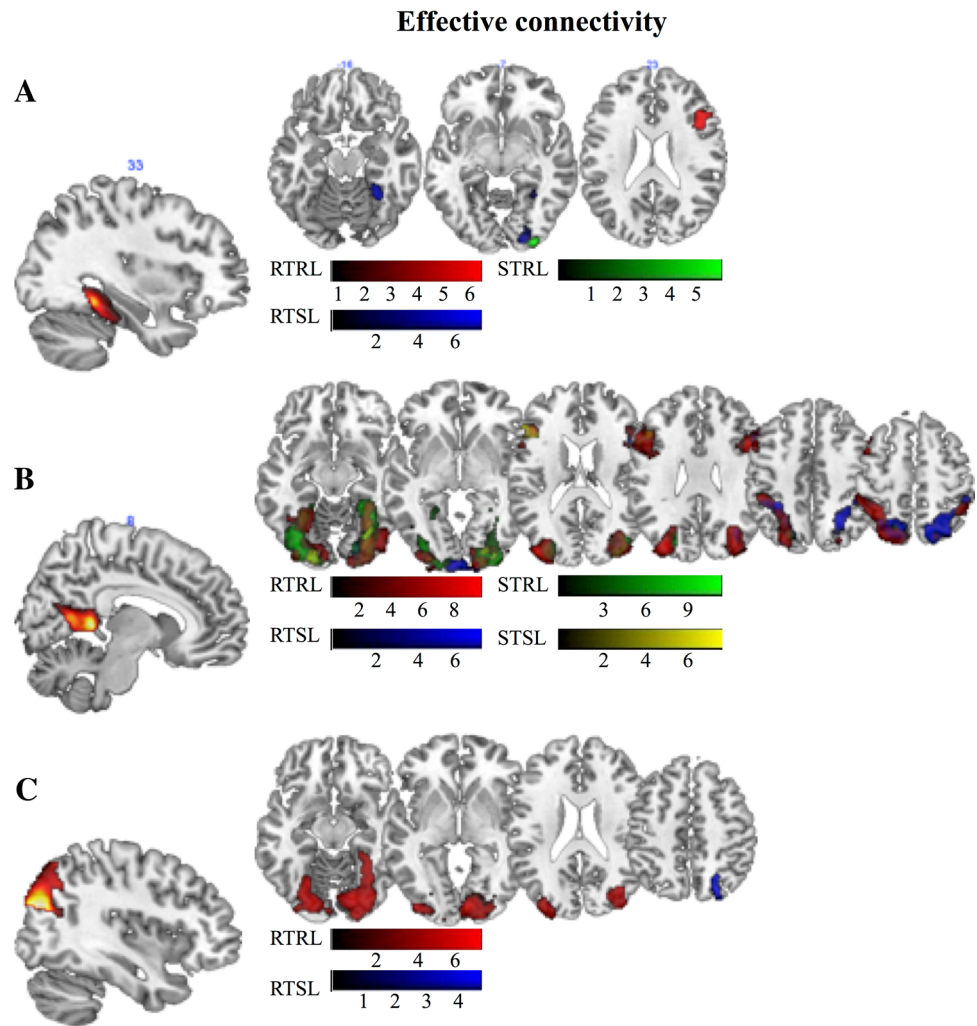 Effective connectivity
A
33
-16
-7
23
RTRL
1 2 3 4 5 6
STRL
1 2 3 4 5
RTSL
2 4 6
B
8
RTRL
2 4 6 8
STRL
3 6 9
RTSL
2 4 6
STSL
2 4 6
C
RTRL
2 4 6
RTSL
1 2 3 4